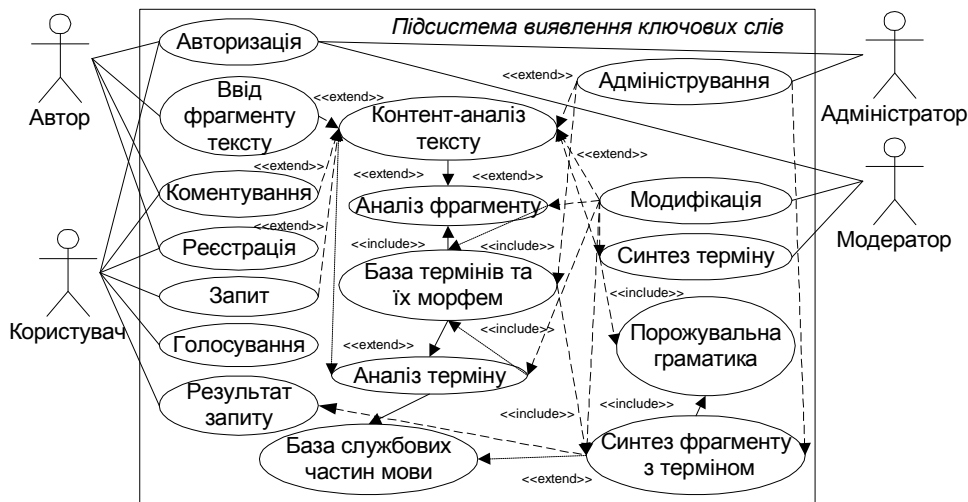 Підсистема виявлення ключових слів
Авторизація
<<extend>>
Адміністрування
Автор
Адміністратор
Ввід
фрагменту
тексту
<<extend>>
Контент-аналіз
тексту
<<extend>>
Коментування
<<extend>>
<<extend>>
<<extend>>
Аналіз фрагменту
Модифікація
Модератор
<<extend>>
Реєстрація
<<include>>
Синтез терміну
База термінів та
їх морфем
Запит
<<include>>
Користувач
Голосування
<<extend>>
<<include>>
Порожувальна
граматика
Аналіз терміну
Результат
запиту
<<include>>
<<include>>
База службових
частин мови
Синтез фрагменту
з терміном
<<extend>>